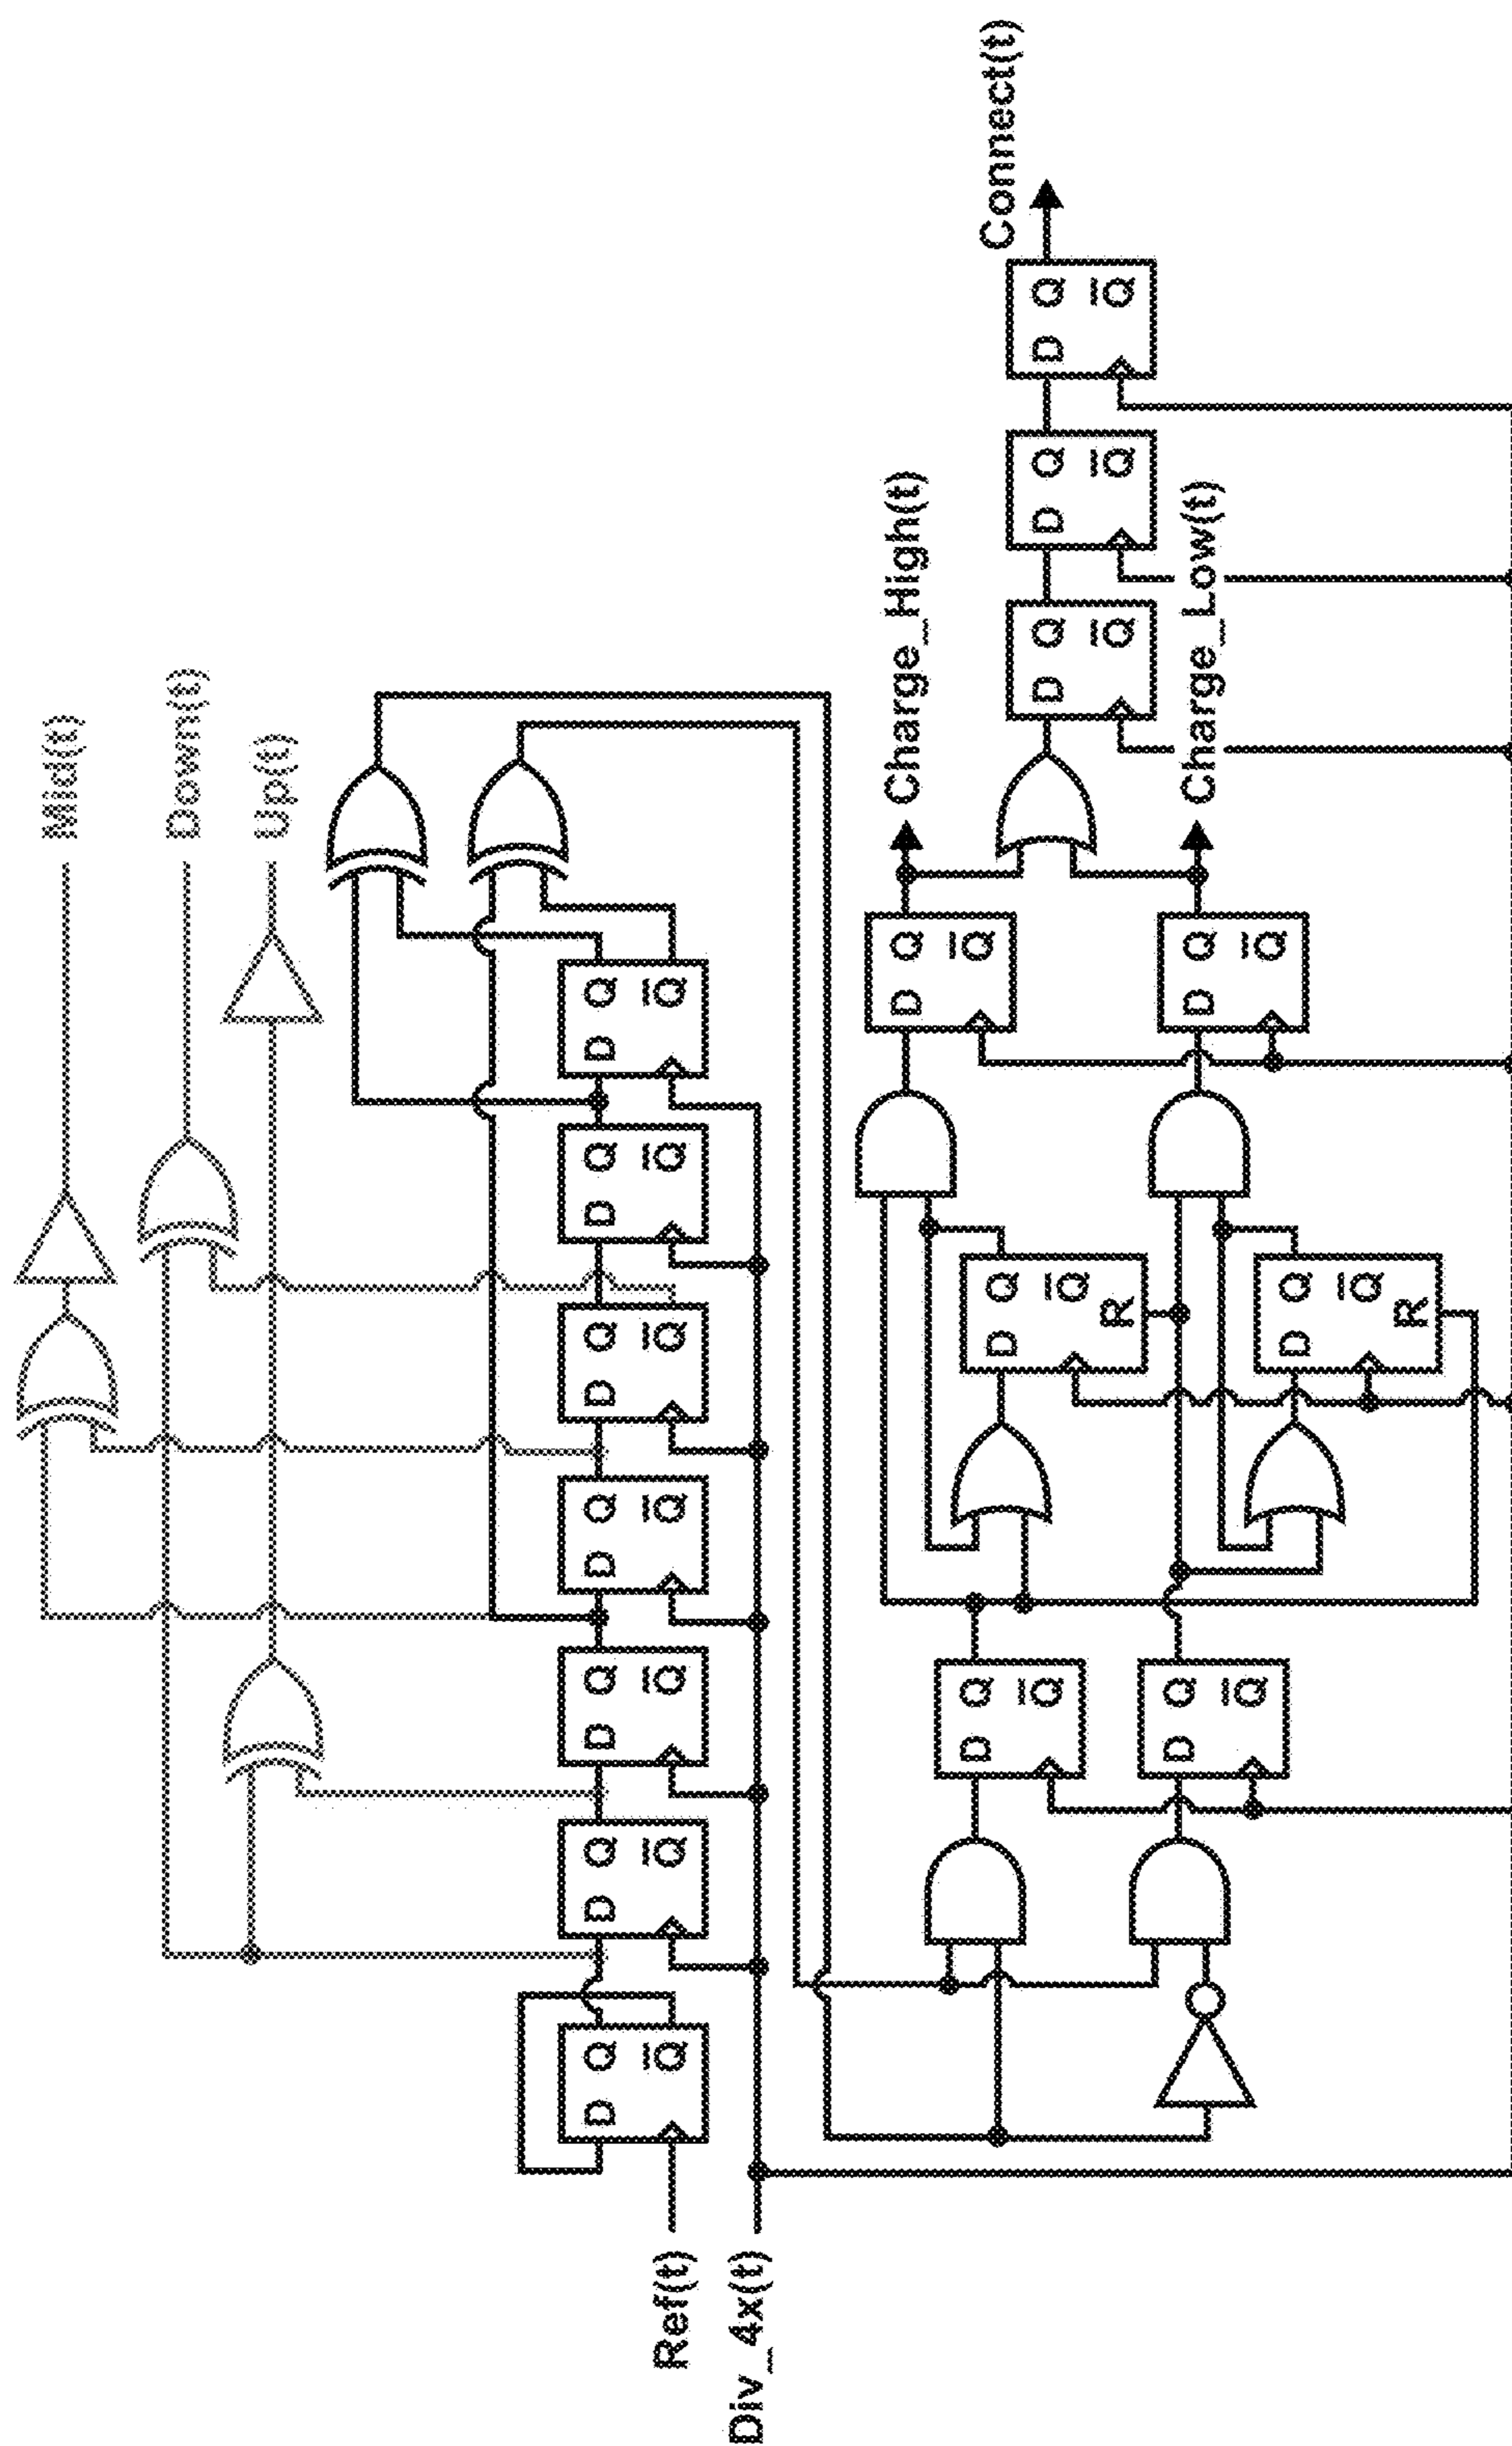 Mid(t)
Down(t)
Up(t)
D Q D Q D Q D Q D Q D Q D Q
Q̅ Q̅ Q̅ Q̅ Q̅ Q̅ Q̅
Ref(t)
Div_4x(t)
D Q Charge_High(t)
Q̅
D Q
Q̅
D Q
Q̅
R
D Q D Q D Q Connect(t)
Q̅ Q̅ Q̅
D Q
Q̅
D Q Charge_Low(t)
Q̅
D Q
Q̅
R